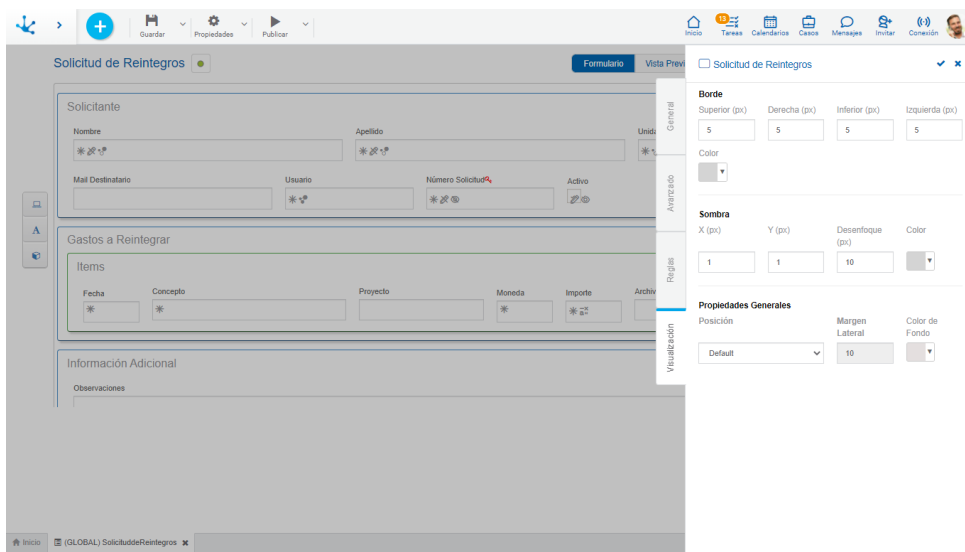 Guardar
Propiedades
Publicar
Inicio
13
Tareas
Calendarios
Casos
Mensajes
Invitar
Conexión
Solicitud de Reintegros
Formulario
Vista Previ
Solicitante
Nombre
Apellido
Unida
Mail Destinatario
Usuario
Número Solicitud
Activo
Gastos a Reintegrar
Items
Fecha
Concepto
Proyecto
Moneda
Importe
Archiv
Información Adicional
Observaciones
General
Avanzado
Reglas
Visualización
Solicitud de Reintegros
Borde
Superior (px) Derecha (px) Inferior (px) Izquierda (px)
5 5 5 5
Color
Sombra
X (px) Y (px) Desenfoque (px) Color
1 1 10
Propiedades Generales
Posición Margen Lateral Color de Fondo
Default 10
Inicio
(GLOBAL) SolicituddeReintegros